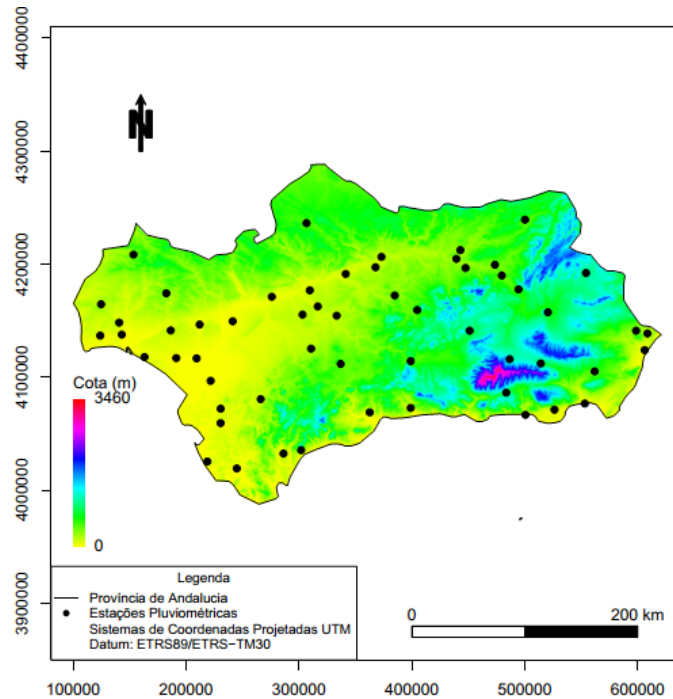 4400000
4300000
4200000
4100000
4000000
3900000
N
Cota (m)
3460
0
Legenda
Província de Andalucia
Estações Pluviométricas
Sistemas de Coordenadas Projetadas UTM
Datum: ETRS89/ETRS−TM30
0 200 km
100000 200000 300000 400000 500000 600000